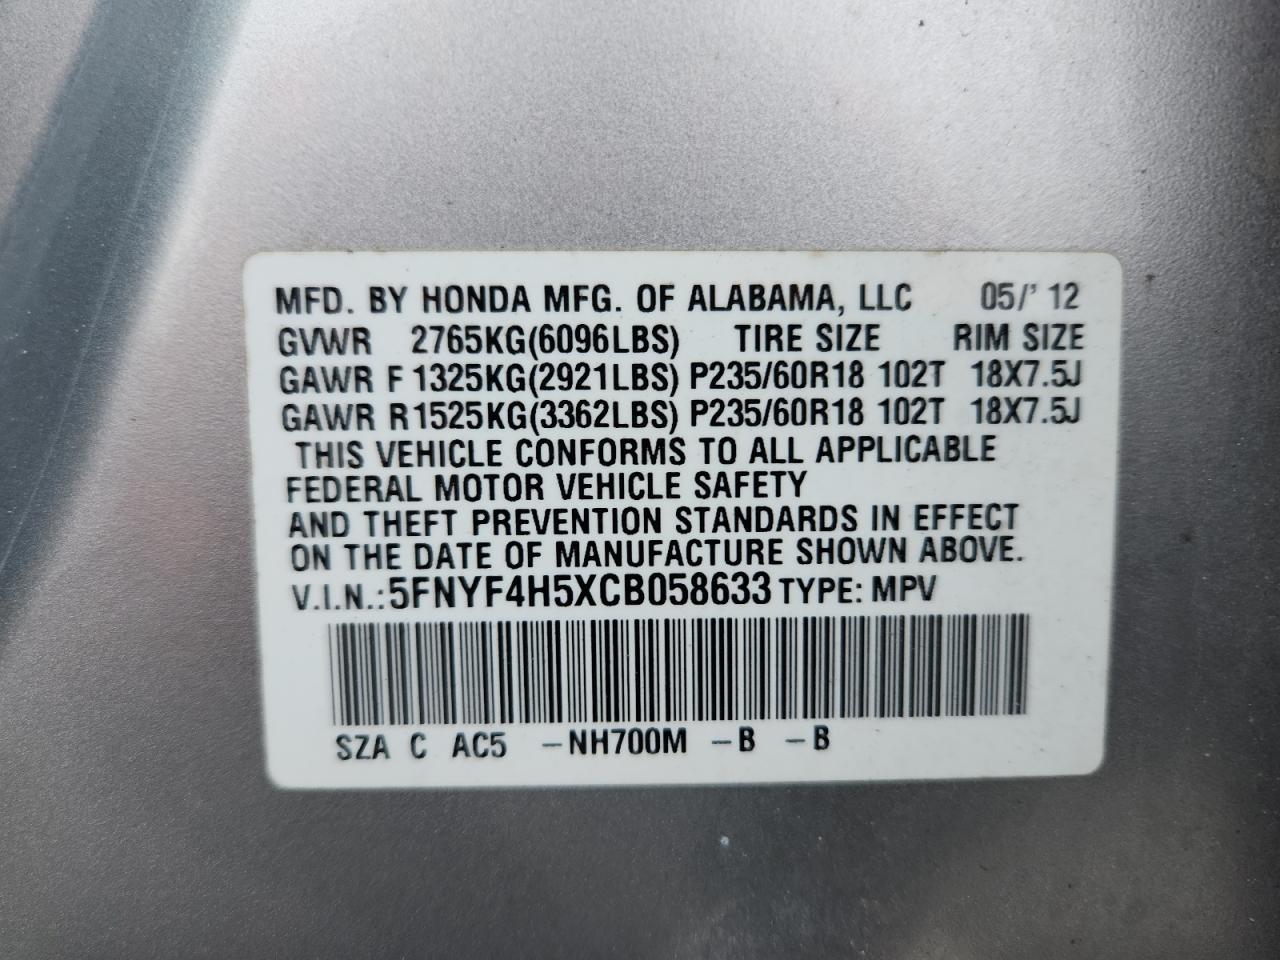 MFD. BY HONDA MFG. OF ALABAMA, LLC 05/' 12
GVWR 2765KG(6096LBS) TIRE SIZE RIM SIZE
GAWR F 1325KG(2921LBS) P235/60R18 102T 18X7.5J
GAWR R1525KG(3362LBS) P235/60R18 102T 18X7.5J
THIS VEHICLE CONFORMS TO ALL APPLICABLE
FEDERAL MOTOR VEHICLE SAFETY
AND THEFT PREVENTION STANDARDS IN EFFECT
ON THE DATE OF MANUFACTURE SHOWN ABOVE.
V.I.N.:5FNYF4H5XCB058633 TYPE: MPV
SZA C AC5 -NH700M -B -B